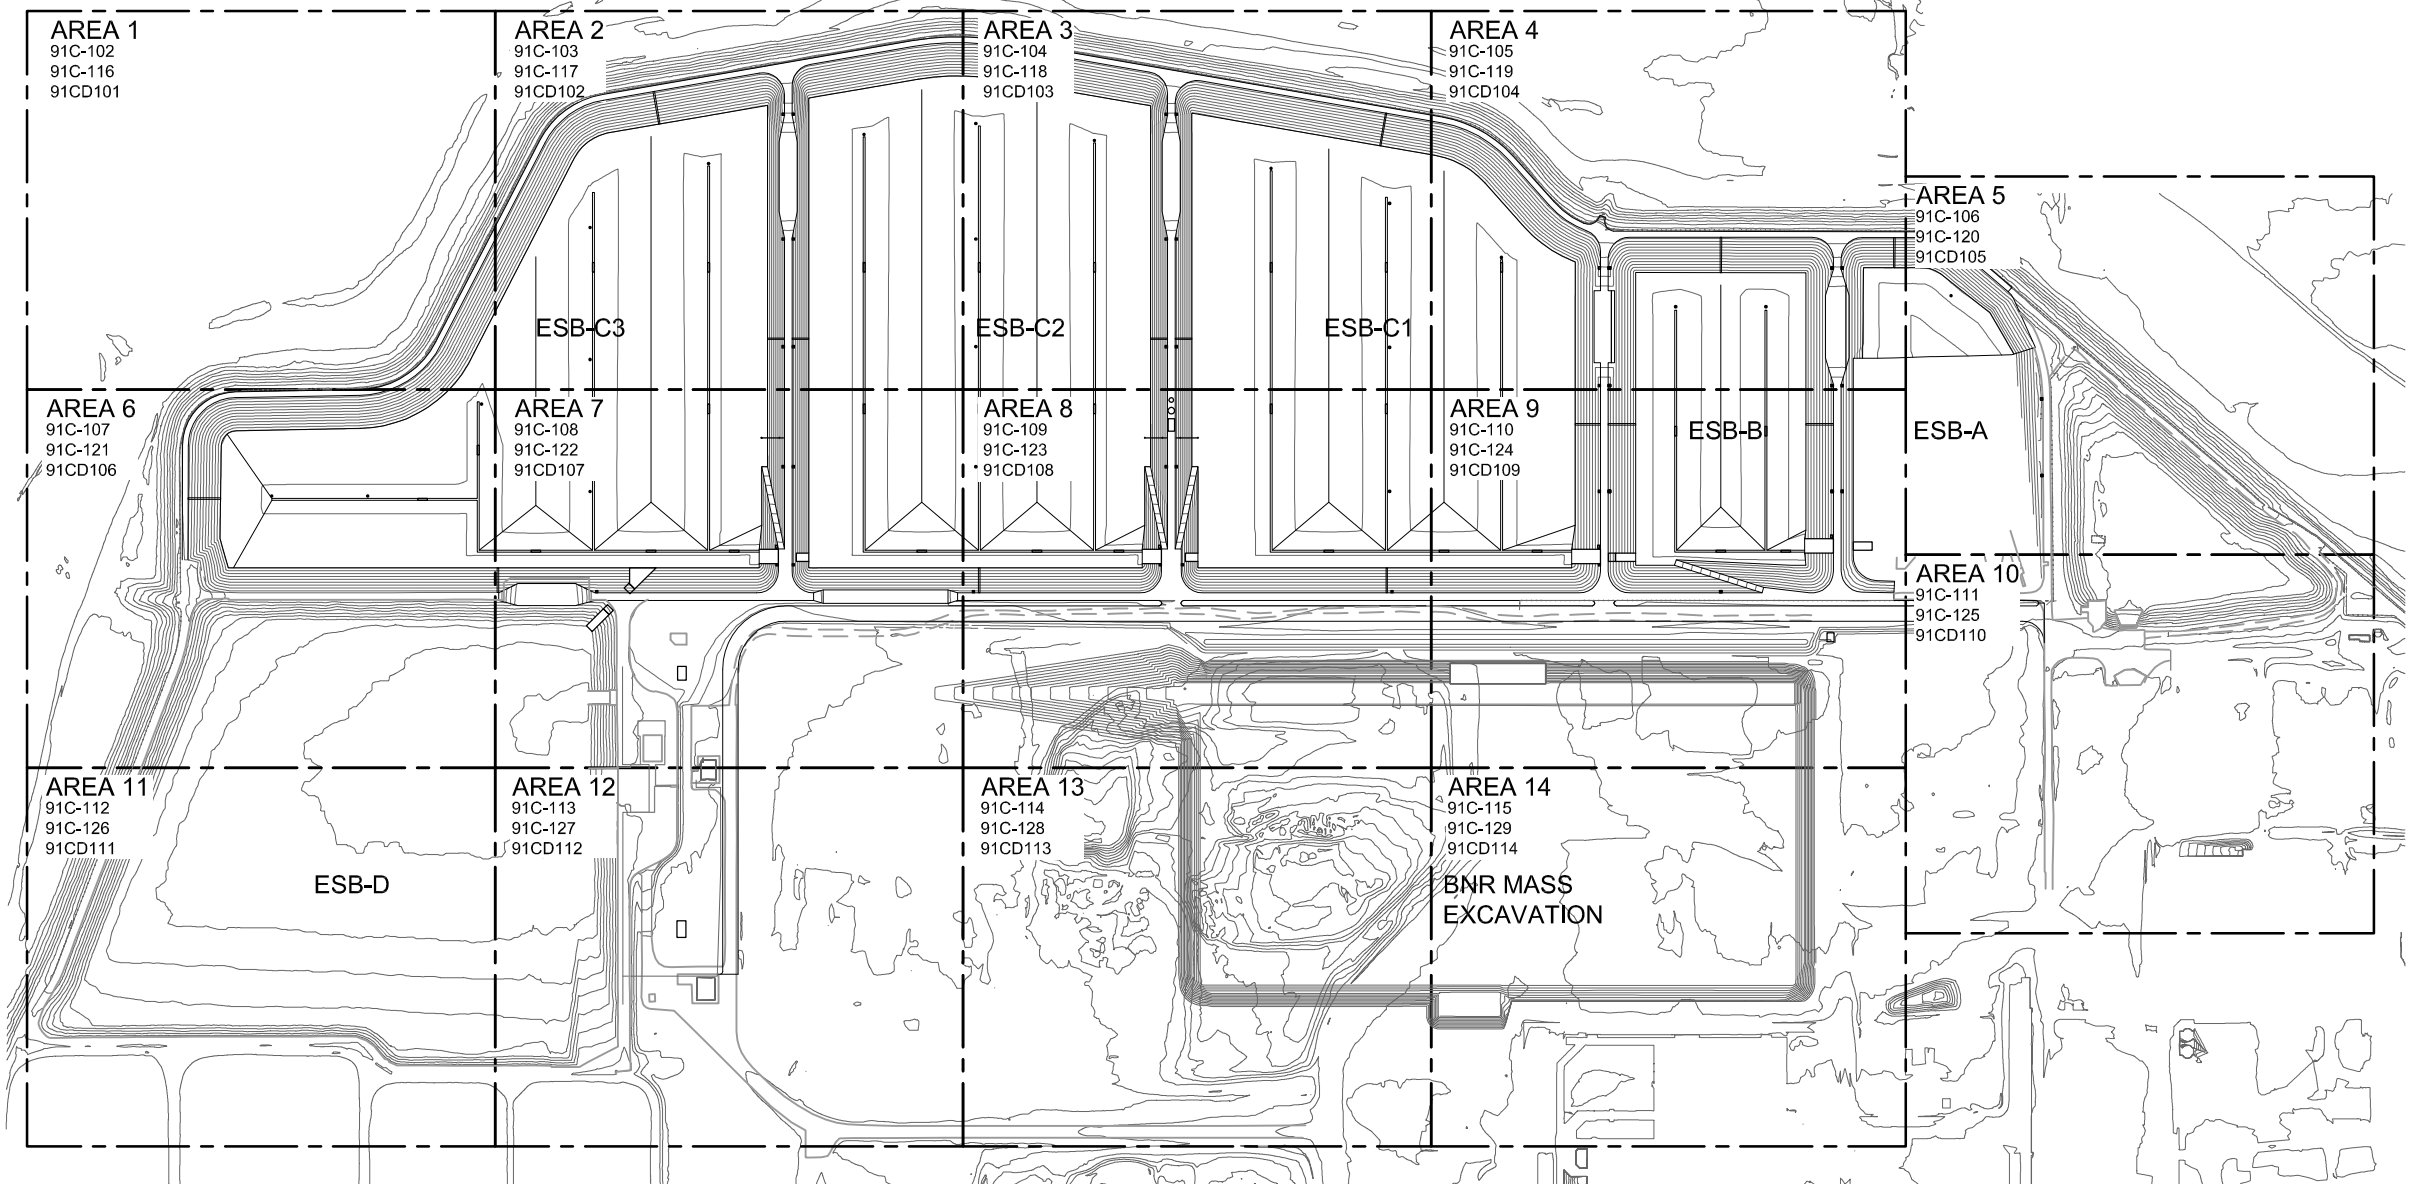 AREA 1
91C-102
91C-116
91CD101
AREA 2
91C-103
91C-117
91CD102
AREA 3
91C-104
91C-118
91CD103
AREA 4
91C-105
91C-119
91CD104
AREA 5
91C-106
91C-120
91CD105
ESB-C3
ESB-C2
ESB-C1
AREA 6
91C-107
91C-121
91CD106
AREA 7
91C-108
91C-122
91CD107
AREA 8
91C-109
91C-123
91CD108
AREA 9
91C-110
91C-124
91CD109
ESB-B
ESB-A
AREA 10
91C-111
91C-125
91CD110
AREA 11
91C-112
91C-126
91CD111
AREA 12
91C-113
91C-127
91CD112
AREA 13
91C-114
91C-128
91CD113
AREA 14
91C-115
91C-129
91CD114
ESB-D
BNR MASS
EXCAVATION